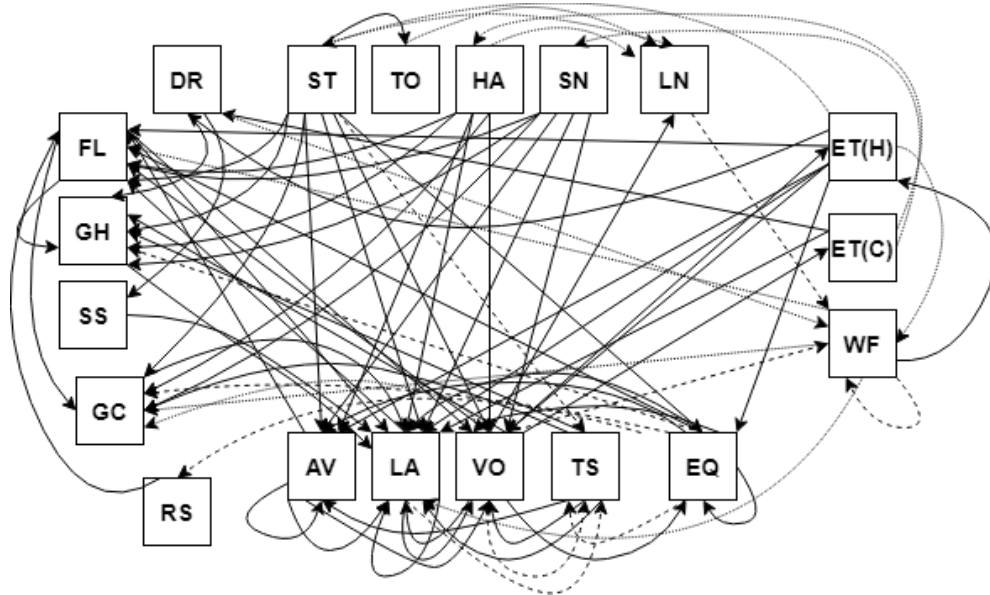 DR
ST
TO
HA
SN
LN
FL
ET(H)
GH
ET(C)
SS
WF
GC
AV
LA
VO
TS
EQ
RS